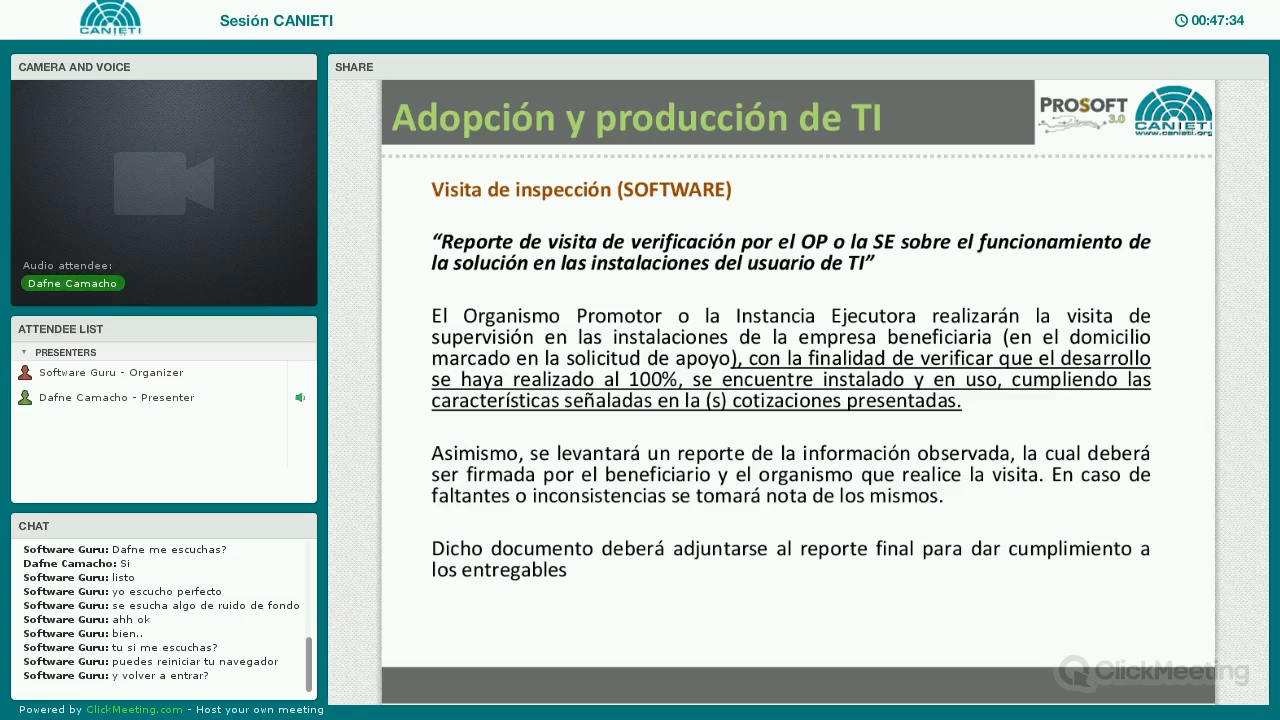 CANIETI
Sesión CANIETI
00:47:34
CAMERA AND VOICE
Audio attendee:
Dafne Camacho
ATTENDEE LIST
PRESENTERS
Software Guru - Organizer
Dafne Camacho - Presenter
CHAT
Software Guru: Dafne me escuchas?
Dafne Camacho: Si
Software Guru: listo
Software Guru: yo escucho perfecto
Software Guru: se esucha algo de ruido de fondo
Software Guru: ahh ok
Software Guru: bien..
Software Guru: tu si me escuchas?
Software Guru: puedes reiniciar tu navegador
Software Guru: y volver a entrar?
Powered by ClickMeeting.com - Host your own meeting
SHARE
Adopción y producción de TI
PROSOFT
3.0
CANIETI
www.canieti.org
Visita de inspección (SOFTWARE)
“Reporte de visita de verificación por el OP o la SE sobre el funcionamiento de
la solución en las instalaciones del usuario de TI”
El Organismo Promotor o la Instancia Ejecutora realizarán la visita de
supervisión en las instalaciones de la empresa beneficiaria (en el domicilio
marcado en la solicitud de apoyo), con la finalidad de verificar que el desarrollo
se haya realizado al 100%, se encuentre instalado y en uso, cumpliendo las
características señaladas en la (s) cotizaciones presentadas.
Asimismo, se levantará un reporte de la información observada, la cual deberá
ser firmada por el beneficiario y el organismo que realice la visita. En caso de
faltantes o inconsistencias se tomará nota de los mismos.
Dicho documento deberá adjuntarse al reporte final para dar cumplimiento a
los entregables
ClickMeeting